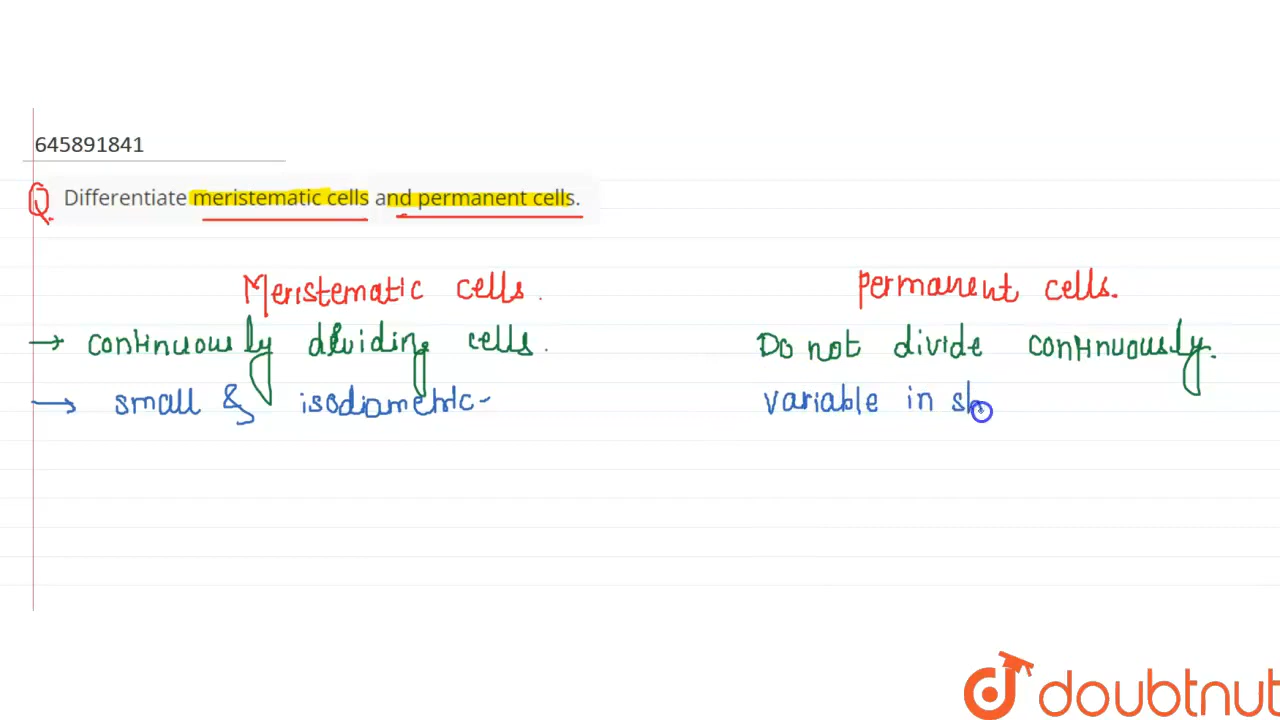 645891841
Q. Differentiate meristematic cells and permanent cells.
Meristematic cells.
Permanent cells.
→ continuously dividing cells.
Do not divide continuously.
→ small & isodiametric-
variable in sh
doubtnut